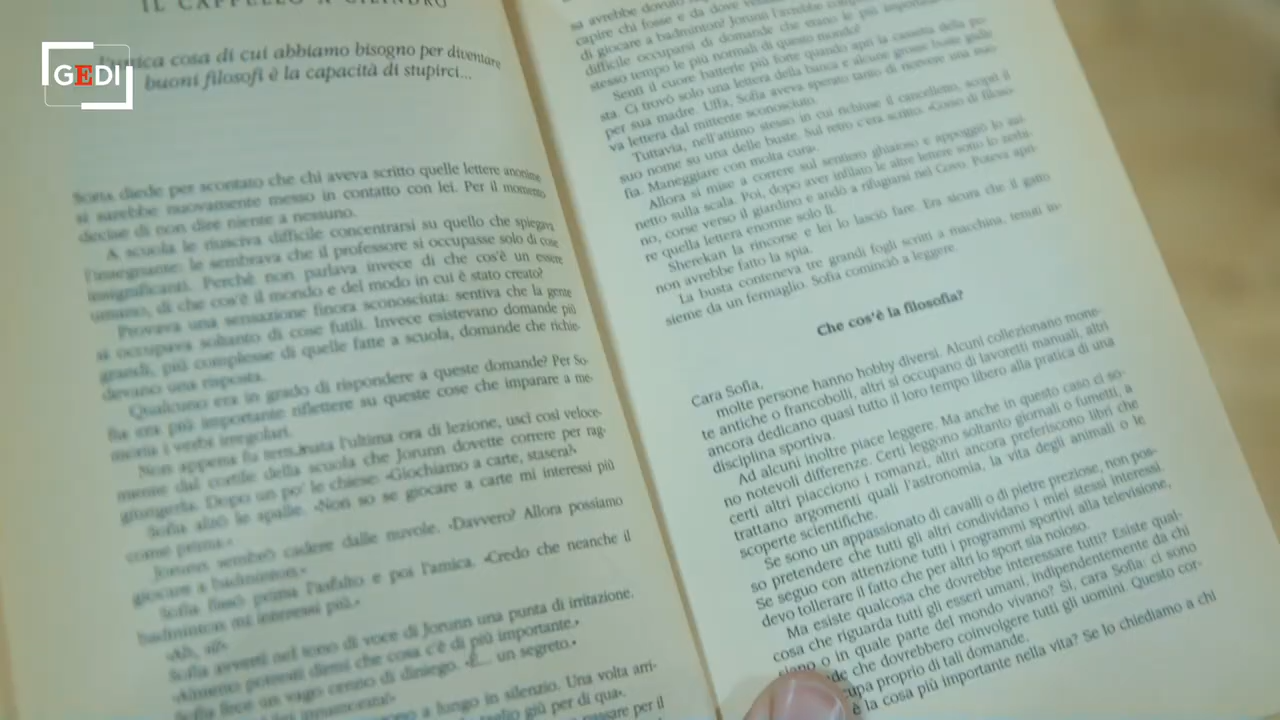 GEDI
IL CAPPELLO A CILINDRO
L'unica cosa di cui abbiamo bisogno per diventare
buoni filosofi è la capacità di stupirci...
Sofia diede per scontato che chi aveva scritto quelle lettere anonime
si sarebbe nuovamente messo in contatto con lei. Per il momento
decise di non dire niente a nessuno.
A scuola le riusciva difficile concentrarsi su quello che spiegava
l'insegnante: le sembrava che il professore si occupasse solo di cose
insignificanti. Perché non parlava invece di che cos'è un essere
umano, di che cos'è il mondo e del modo in cui è stato creato?
Provava una sensazione finora sconosciuta: sentiva che la gente
si occupava soltanto di cose futili. Invece esistevano domande più
grandi, più complesse di quelle fatte a scuola, domande che richie-
devano una risposta.
Qualcuno era in grado di rispondere a queste domande? Per So-
fia era più importante riflettere su queste cose che imparare a me-
moria i verbi irregolari.
Non appena fu terminata l'ultima ora di lezione, uscì così veloce-
mente dal cortile della scuola che Jorunn dovette correre per rag-
giungerla. Dopo un po' le chiese: «Giochiamo a carte, stasera?»
Sofia alzò le spalle. «Non so se giocare a carte mi interessi più
come prima.»
Jorunn sembrò cadere dalle nuvole. «Davvero? Allora possiamo
giocare a badminton.»
Sofia fissò prima l'asfalto e poi l'amica. «Credo che neanche il
badminton mi interessi più.»
«Ah, sì!»
Sofia avvertì nel tono di voce di Jorunn una punta di irritazione.
«Almeno potresti dirmi che cosa c'è di più importante.»
Sofia fece un vago cenno di diniego. «È... un segreto.»
a lungo in silenzio. Una volta arri-
giù per di qua».
passare per il
sa avrebbe dovuto
capire chi fosse e da dove
di giocare a badminton! Jorunn l'avrebbe
difficile occuparsi di domande che erano le più importanti
stesso tempo le più normali di questo mondo?
Sentì il cuore batterle più forte quando aprì la cassetta della po-
sta. Ci trovò solo una lettera della banca e alcune grosse buste gialle
per sua madre. Uffa, Sofia aveva sperato tanto di ricevere una nuo-
va lettera dal mittente sconosciuto.
Tuttavia, nell'attimo stesso in cui richiuse il cancelletto, scoprì il
suo nome su una delle buste. Sul retro c'era scritto: «Corso di filoso-
fia. Maneggiare con molta cura».
Allora si mise a correre sul sentiero ghiaioso e appoggiò lo zai-
netto sulla scala. Poi, dopo aver infilato le altre lettere sotto lo zerbi-
no, corse verso il giardino e andò a rifugiarsi nel Covo. Poteva apri-
re quella lettera enorme solo lì.
Sherekan la rincorse e lei lo lasciò fare. Era sicura che il gatto
non avrebbe fatto la spia.
La busta conteneva tre grandi fogli scritti a macchina, tenuti in-
sieme da un fermaglio. Sofia cominciò a leggere.
Che cos'è la filosofia?
Cara Sofia,
molte persone hanno hobby diversi. Alcuni collezionano mone-
te antiche o francobolli, altri si occupano di lavoretti manuali, altri
ancora dedicano quasi tutto il loro tempo libero alla pratica di una
disciplina sportiva.
Ad alcuni inoltre piace leggere. Ma anche in questo caso ci so-
no notevoli differenze. Certi leggono soltanto giornali o fumetti, a
certi altri piacciono i romanzi, altri ancora preferiscono libri che
trattano argomenti quali l'astronomia, la vita degli animali o le
scoperte scientifiche.
Se sono un appassionato di cavalli o di pietre preziose, non pos-
so pretendere che tutti gli altri condividano i miei stessi interessi.
Se seguo con attenzione tutti i programmi sportivi alla televisione,
devo tollerare il fatto che per altri lo sport sia noioso.
Ma esiste qualcosa che dovrebbe interessare tutti? Esiste qual-
cosa che riguarda tutti gli esseri umani, indipendentemente da chi
siano o in quale parte del mondo vivano? Sì, cara Sofia: ci sono
de che dovrebbero coinvolgere tutti gli uomini. Questo cor-
upa proprio di tali domande.
è la cosa più importante nella vita? Se lo chiediamo a chi